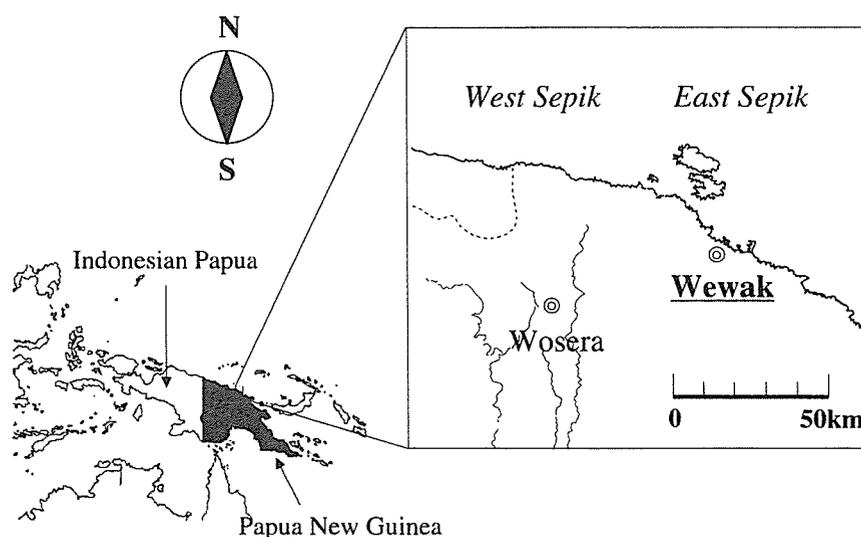 N
S
West Sepik
East Sepik
Indonesian Papua
Wewak
Wosera
0
50km
Papua New Guinea